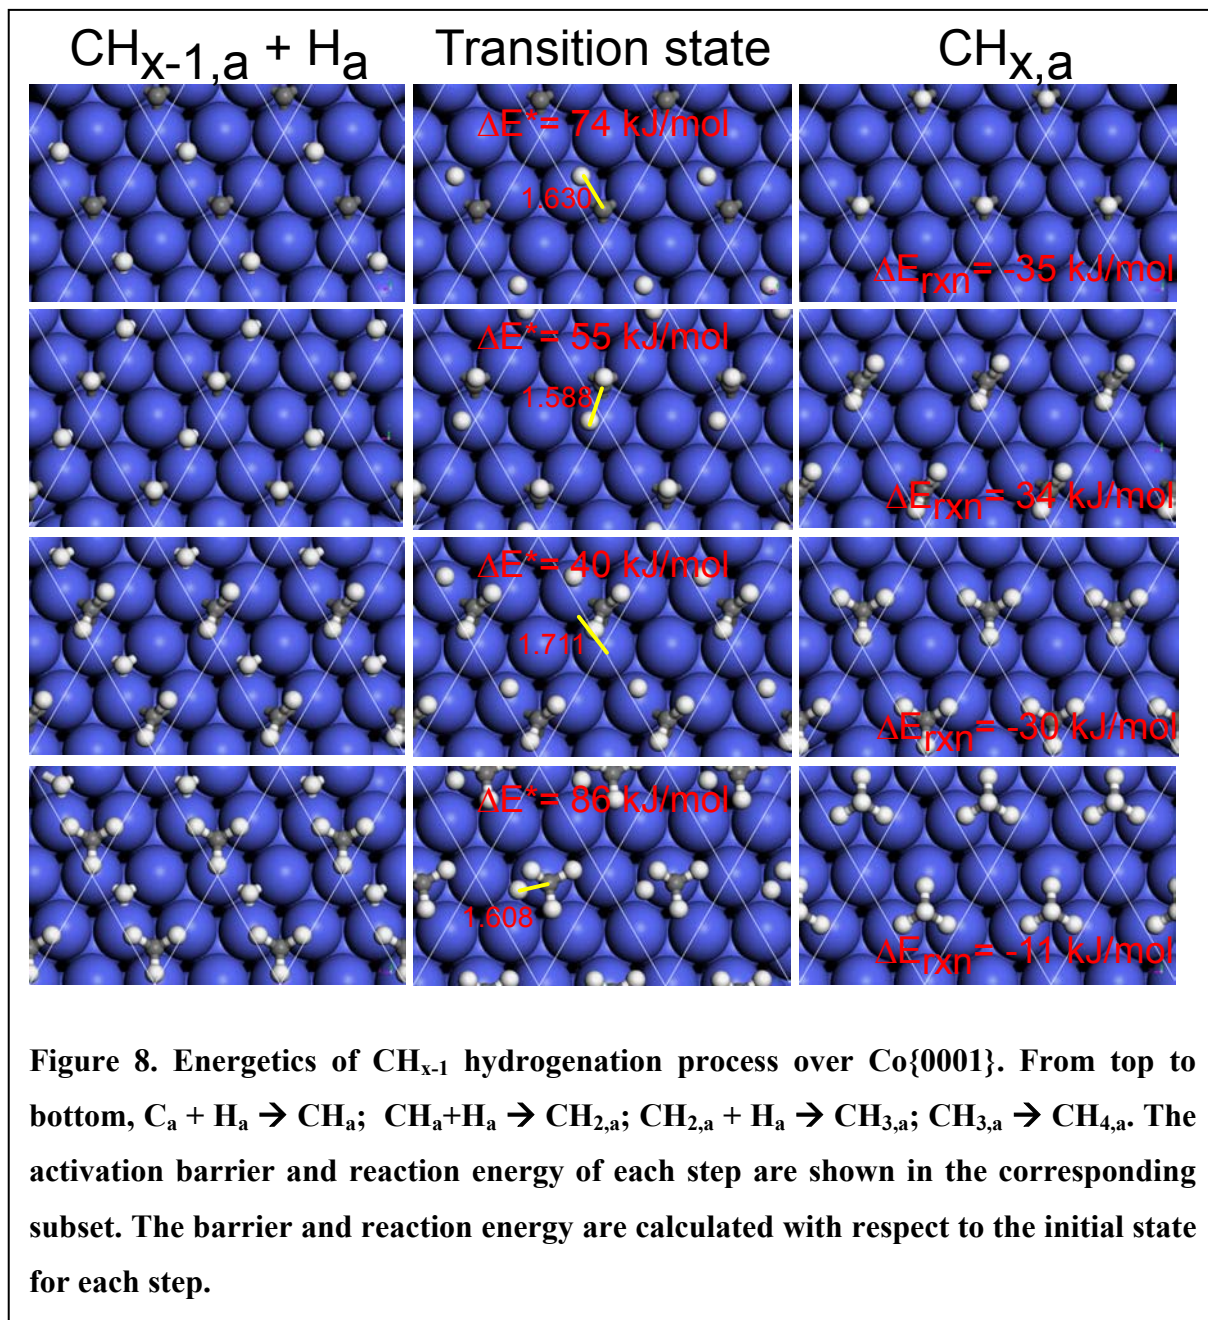 CHx-1,a + Ha Transition state CHx,a
ΔE*= 74 kJ/mol
1.630
ΔErxn= -35 kJ/mol
ΔE*= 55 kJ/mol
1.588
ΔErxn= 34 kJ/mol
ΔE*= 40 kJ/mol
1.711
ΔErxn= -30 kJ/mol
ΔE*= 86 kJ/mol
1.608
ΔErxn= -11 kJ/mol
Figure 8. Energetics of CHx-1 hydrogenation process over Co{0001}. From top to
bottom, Ca + Ha → CHa; CHa+Ha → CH2,a; CH2,a + Ha → CH3,a; CH3,a → CH4,a. The
activation barrier and reaction energy of each step are shown in the corresponding
subset. The barrier and reaction energy are calculated with respect to the initial state
for each step.